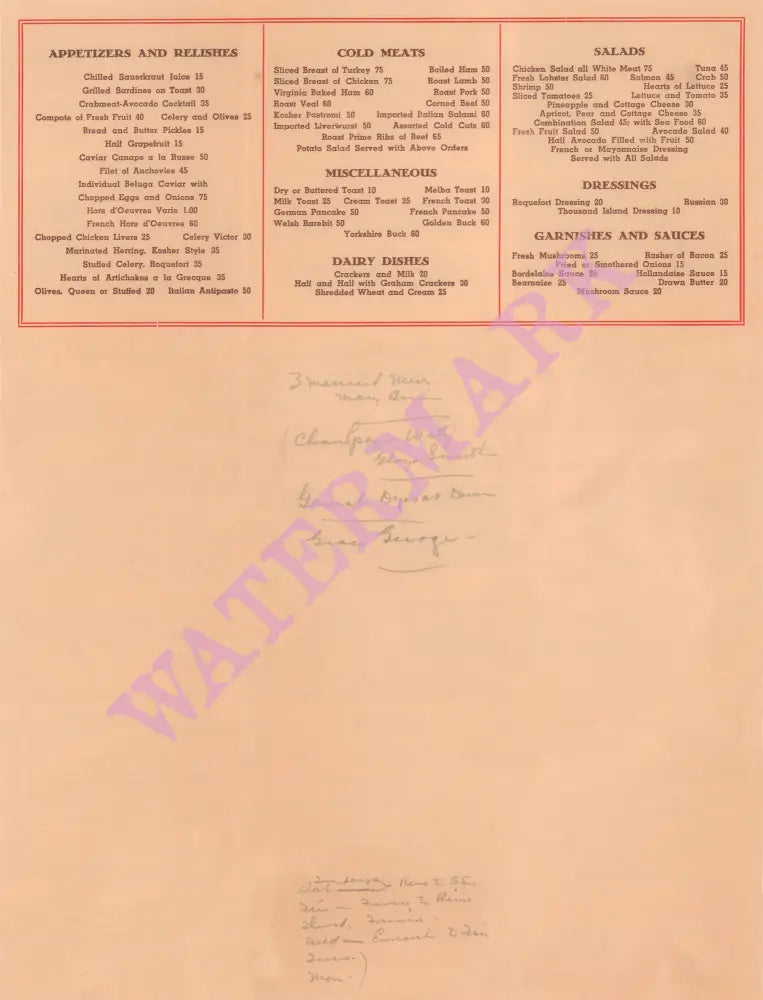 APPETIZERS AND RELISHES
Chilled Sauerkraut Juice 15
Grilled Sardines on Toast 30
Crabmeat-Avocado Cocktail 35
Compote of Fresh Fruit 40 Celery and Olives 25
Bread and Butter Pickles 15
Half Grapefruit 15
Caviar Canape a la Russe 50
Filet of Anchovies 45
Individual Beluga Caviar with
Chopped Eggs and Onions 75
Hors d'Oeuvres Varie 1.00
French Hors d'Oeuvres 60
Chopped Chicken Livers 25 Celery Victor 30
Marinated Herring, Kosher Style 35
Stuffed Celery, Roquefort 35
Hearts of Artichokes a la Grecque 35
Olives, Queen or Stuffed 20 Italian Antipasto 50
COLD MEATS
Sliced Breast of Turkey 75 Boiled Ham 50
Sliced Breast of Chicken 75 Roast Lamb 50
Virginia Baked Ham 60 Roast Pork 50
Roast Veal 60 Corned Beef 50
Kosher Pastromi 50 Imported Italian Salami 60
Imported Liverwurst 50 Assorted Cold Cuts 60
Roast Prime Ribs of Beef 65
Potato Salad Served with Above Orders
MISCELLANEOUS
Dry or Buttered Toast 10 Melba Toast 10
Milk Toast 25 Cream Toast 35 French Toast 30
German Pancake 50 French Pancake 50
Welsh Rarebit 50 Golden Buck 60
Yorkshire Buck 60
DAIRY DISHES
Crackers and Milk 20
Half and Half with Graham Crackers 30
Shredded Wheat and Cream 25
SALADS
Chicken Salad all White Meat 75 Tuna 45
Fresh Lobster Salad 60 Salmon 45 Crab 50
Shrimp 50 Hearts of Lettuce 25
Sliced Tomatoes 25 Lettuce and Tomato 35
Pineapple and Cottage Cheese 30
Apricot, Pear and Cottage Cheese 35
Combination Salad 45; with Sea Food 60
Fresh Fruit Salad 50 Avocado Salad 40
Half Avocado Filled with Fruit 50
French or Mayonnaise Dressing
Served with All Salads
DRESSINGS
Roquefort Dressing 20 Russian 30
Thousand Island Dressing 10
GARNISHES AND SAUCES
Fresh Mushrooms 25 Rasher of Bacon 25
Fried or Smothered Onions 15
Bordelaise Sauce 25 Hollandaise Sauce 15
Bearnaise 25 Drawn Butter 20
Mushroom Sauce 20
3 married men
many
George
Thurs,
Wed —
Mon.
WATERMARK